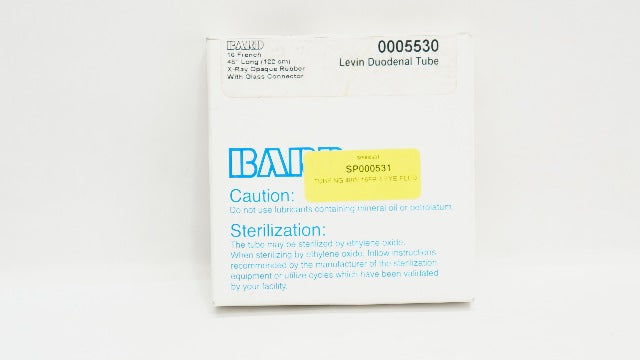 BARD
16 French
48" Long (122 cm)
X-Ray Opaque Rubber
With Glass Connector
0005530
Levin Duodenal Tube
BARD
SP000531
Caution:
Do not use lubricants containing mineral oil or petrolatum
Sterilization:
The tube may be sterilized by ethylene oxide.
When sterilizing by ethylene oxide, follow instructions
recommended by the manufacturer of the sterilization
equipment or utilize cycles which have been validated
by your facility.